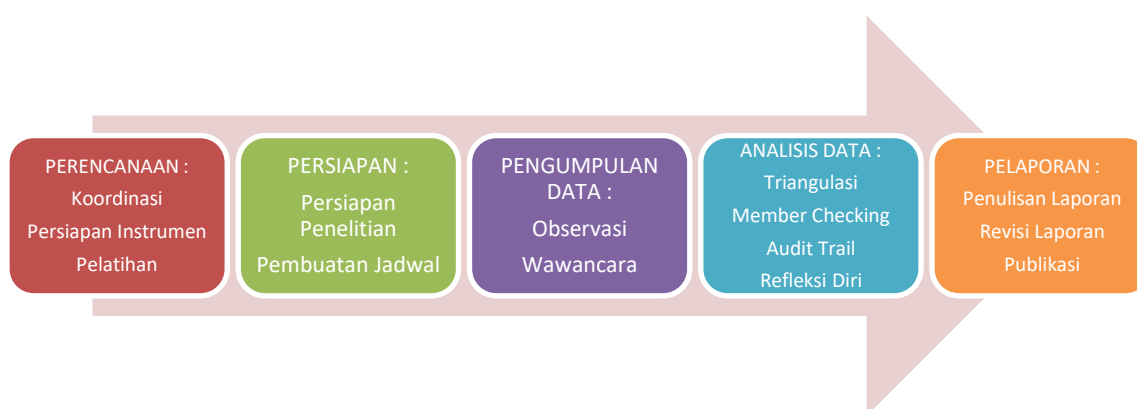 PERENCANAAN :
Koordinasi
Persiapan Instrumen
Pelatihan
PERSIAPAN :
Persiapan
Penelitian
Pembuatan Jadwal
PENGUMPULAN
DATA :
Observasi
Wawancara
ANALISIS DATA :
Triangulasi
Member Checking
Audit Trail
Refleksi Diri
PELAPORAN :
Penulisan Laporan
Revisi Laporan
Publikasi